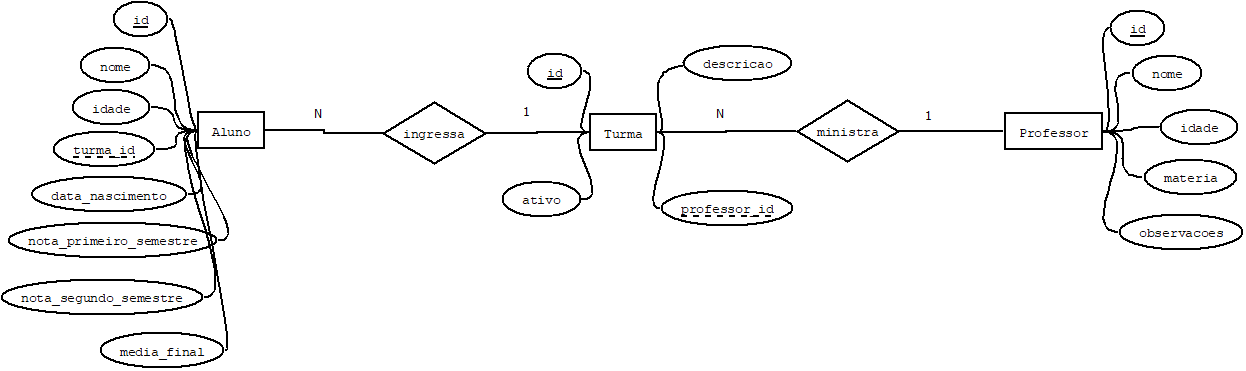 id
nome
idade
turma_id
data_nascimento
nota_primeiro_semestre
nota_segundo_semestre
media_final
Aluno
N
ingressa
1
id
descricao
Turma
ativo
professor_id
N
ministra
1
Professor
id
nome
idade
materia
observacoes